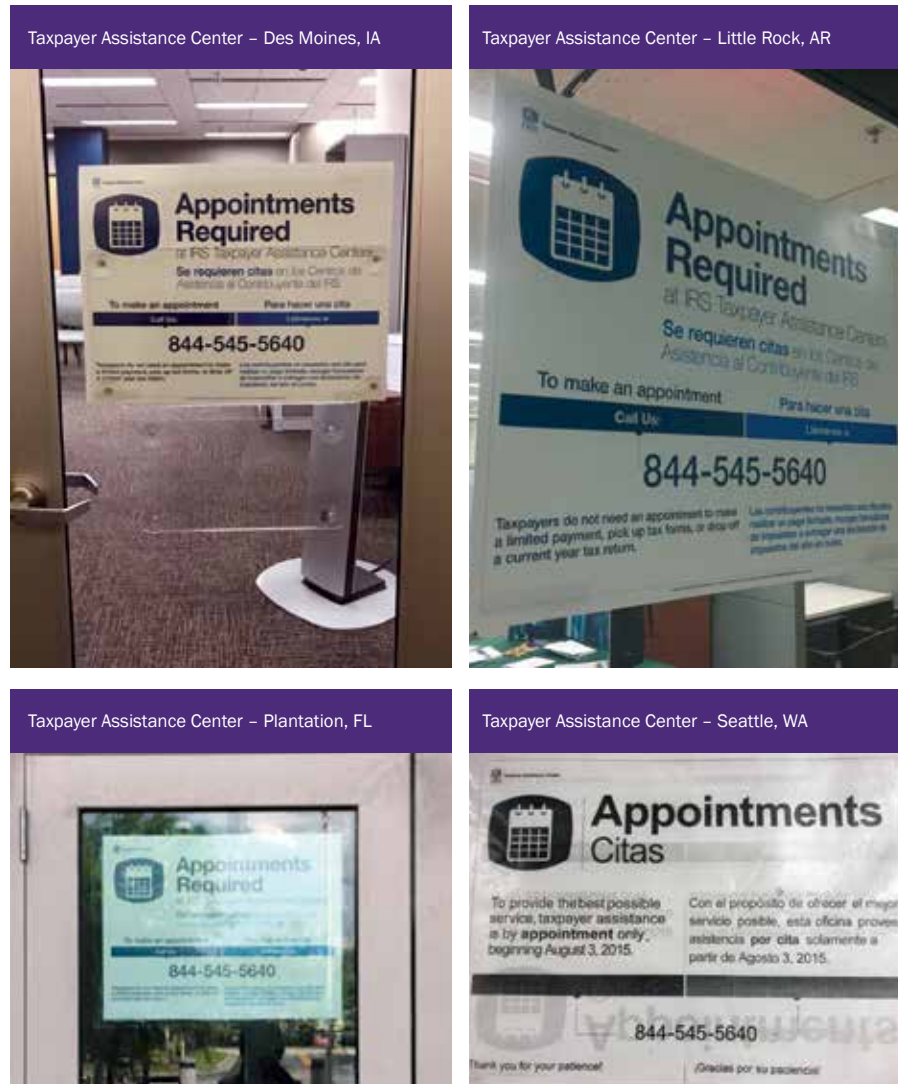 Taxpayer Assistance Center – Des Moines, IA
Appointments
Required
at IRS Taxpayer Assistance Centers
Se requieren citas en los Centros de
Asistencia al Contribuyente del IRS
To make an appointment
Para hacer una cita
Call Us
Llámenos a
844-545-5640
Taxpayer Assistance Center – Little Rock, AR
Appointments
Required
at IRS Taxpayer Assistance Centers
Se requieren citas en los Centros de
Asistencia al Contribuyente del IRS
To make an appointment
Para hacer una cita
Call Us
Llámenos a
844-545-5640
Taxpayers do not need an appointment to make
a limited payment, pick up tax forms, or drop off
a current year tax return.
Taxpayer Assistance Center – Plantation, FL
Appointments
Required
To make an appointment
844-545-5640
Taxpayer Assistance Center – Seattle, WA
Appointments
Citas
To provide the best possible
service, taxpayer assistance
is by appointment only,
beginning August 3, 2015.
Con el propósito de ofrecer el mejor
servicio posible, esta oficina provee
asistencia por cita solamente a
partir de Agosto 3, 2015.
844-545-5640
Thank you for your patience!
¡Gracias por su paciencia!